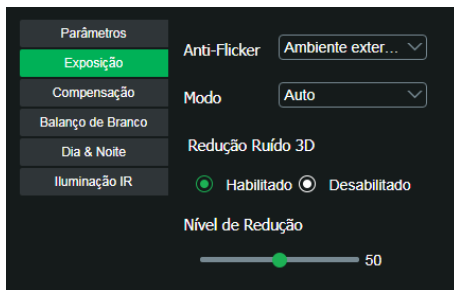 Parâmetros
Exposição
Compensação
Balanço de Branco
Dia & Noite
Iluminação IR
Anti-Flicker Ambiente exter...
Modo Auto
Redução Ruído 3D
Habilitado Desabilitado
Nível de Redução
50